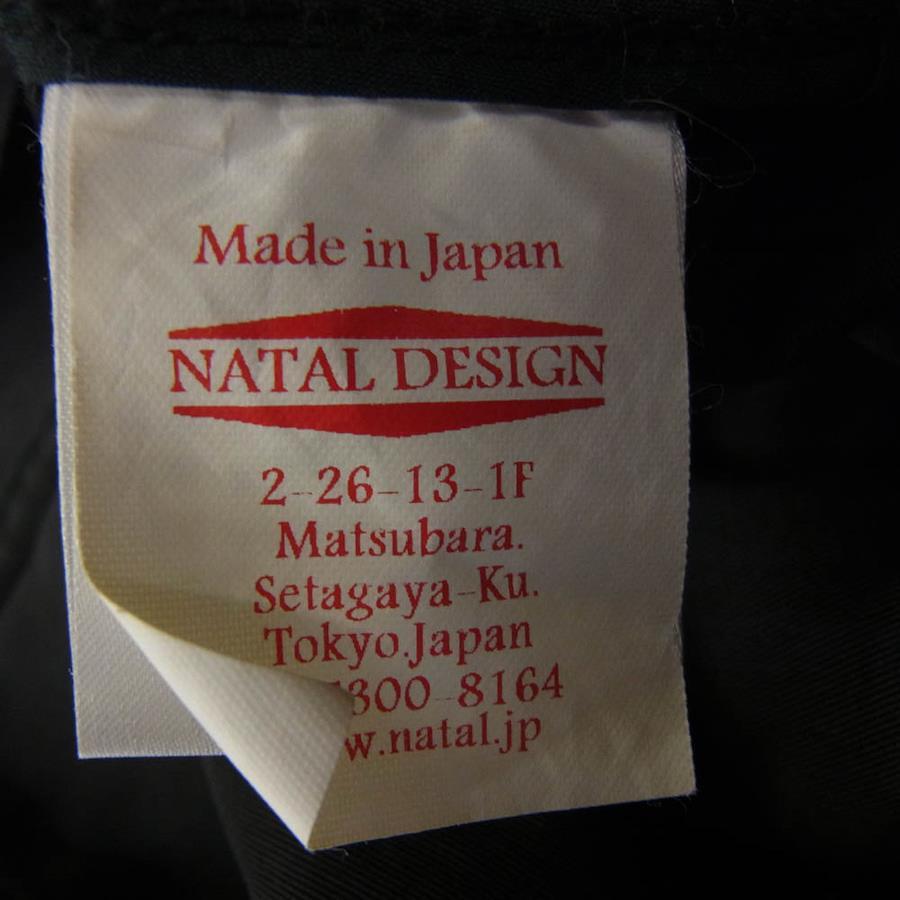 Made in Japan
NATAL DESIGN
2-26-13-1F
Matsubara.
Setagaya-Ku.
Tokyo.Japan
300-8164
w.natal.jp